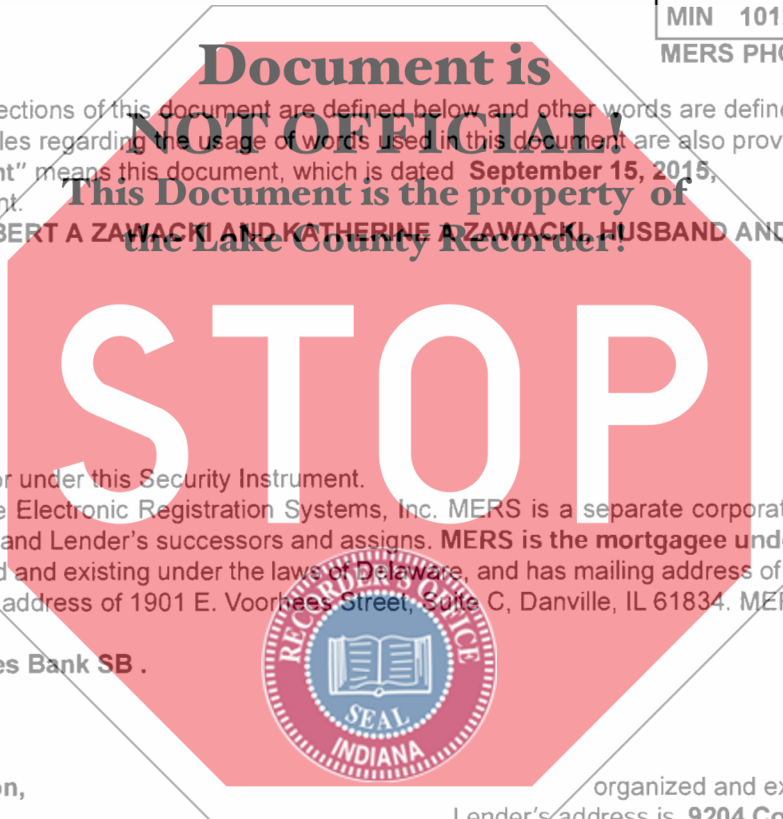 MIN 101
MERS PHO
Document is
ections of this document are defined below and other words are define
NOT OFFICIAL!
les regarding the usage of words used in this document are also prov
nt” means this document, which is dated September 15, 2015,
This Document is the property of
nt.
BERT A ZAWACKI AND KATHERINE A ZAWACKI, HUSBAND AND
the Lake County Recorder!
STOP
or under this Security Instrument.
e Electronic Registration Systems, Inc. MERS is a separate corporat
and Lender’s successors and assigns. MERS is the mortgagee unde
d and existing under the laws of Delaware, and has mailing address of
address of 1901 E. Voorhees Street, Suite C, Danville, IL 61834. MER
RECORDER'S OFFICE
es Bank SB .
SEAL
INDIANA
on,
organized and ex
Lender’s address is 9204 Co